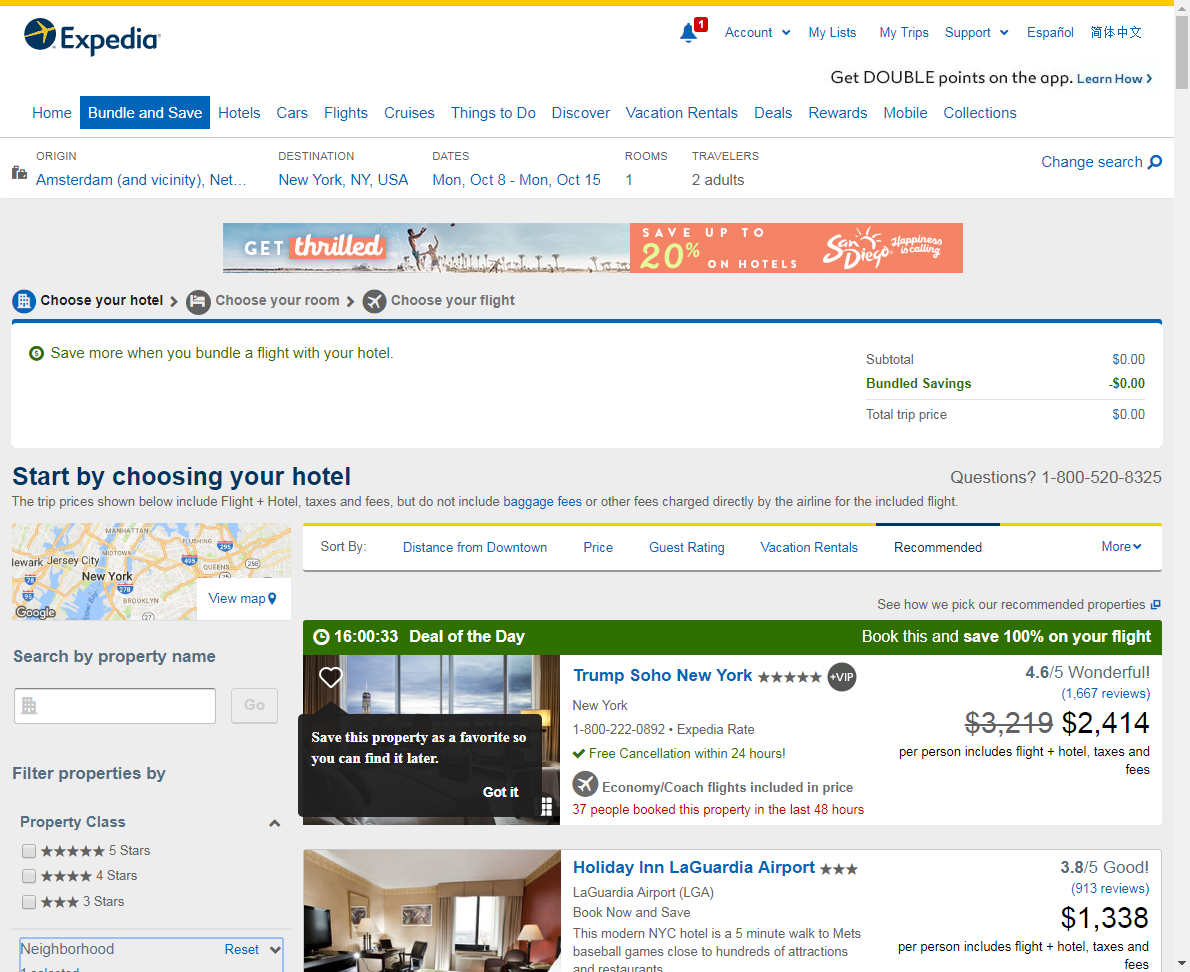 Expedia
1
Account
My Lists
My Trips
Support
Español
简体中文
Get DOUBLE points on the app. Learn How
Home
Bundle and Save
Hotels
Cars
Flights
Cruises
Things to Do
Discover
Vacation Rentals
Deals
Rewards
Mobile
Collections
ORIGIN
Amsterdam (and vicinity), Net...
DESTINATION
New York, NY, USA
DATES
Mon, Oct 8 - Mon, Oct 15
ROOMS
1
TRAVELERS
2 adults
Change search
GET thrilled
SAVE UP TO
20% ON HOTELS
San Diego
Happiness is calling
Choose your hotel
Choose your room
Choose your flight
Save more when you bundle a flight with your hotel.
Subtotal $0.00
Bundled Savings -$0.00
Total trip price $0.00
Start by choosing your hotel
Questions? 1-800-520-8325
The trip prices shown below include Flight + Hotel, taxes and fees, but do not include baggage fees or other fees charged directly by the airline for the included flight.
MANHATTAN
FLUSHING
295
MIDTOWN
ewark
Jersey City
495
QUEENS
258
78
New York
278
95
BROOKLYN
27
Google
View map
Sort By:
Distance from Downtown
Price
Guest Rating
Vacation Rentals
Recommended
More
See how we pick our recommended properties
Search by property name
Go
Filter properties by
Property Class
5 Stars
4 Stars
3 Stars
Neighborhood
Reset
1 selected
16:00:33 Deal of the Day
Book this and save 100% on your flight
Save this property as a favorite so
you can find it later.
Got it
Trump Soho New York
+VIP
New York
1-800-222-0892 • Expedia Rate
Free Cancellation within 24 hours!
Economy/Coach flights included in price
37 people booked this property in the last 48 hours
4.6/5 Wonderful!
(1,667 reviews)
$3,219 $2,414
per person includes flight + hotel, taxes and
fees
Holiday Inn LaGuardia Airport
LaGuardia Airport (LGA)
Book Now and Save
This modern NYC hotel is a 5 minute walk to Mets
baseball games close to hundreds of attractions
and restaurants
3.8/5 Good!
(913 reviews)
$1,338
per person includes flight + hotel, taxes and
fees